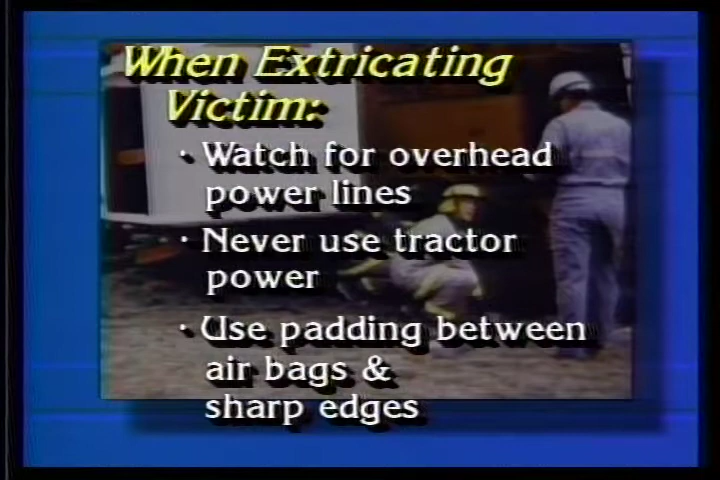 When Extricating
Victim:
· Watch for overhead
power lines
· Never use tractor
power
· Use padding between
air bags &
sharp edges